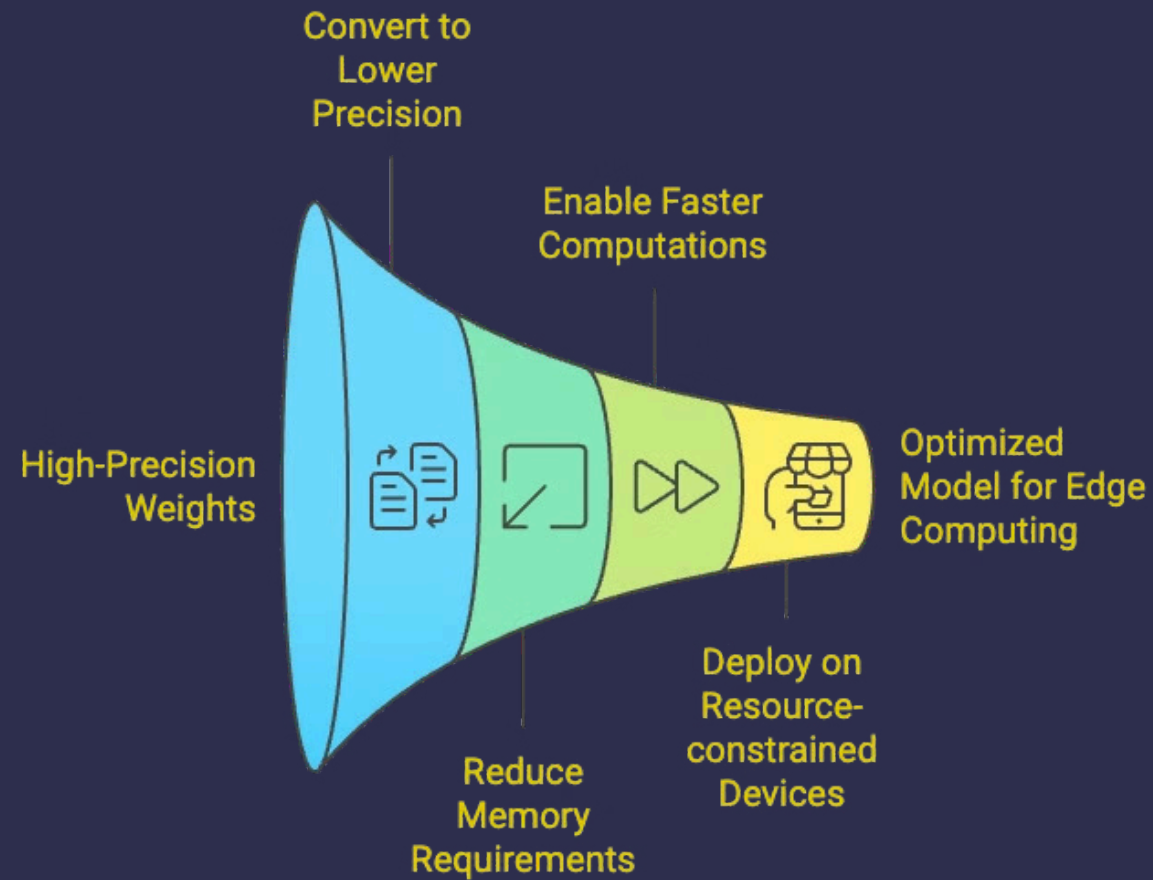 Convert to
Lower
Precision
Enable Faster
Computations
High-Precision
Weights
Optimized
Model for Edge
Computing
Deploy on
Resource-
constrained
Devices
Reduce
Memory
Requirements